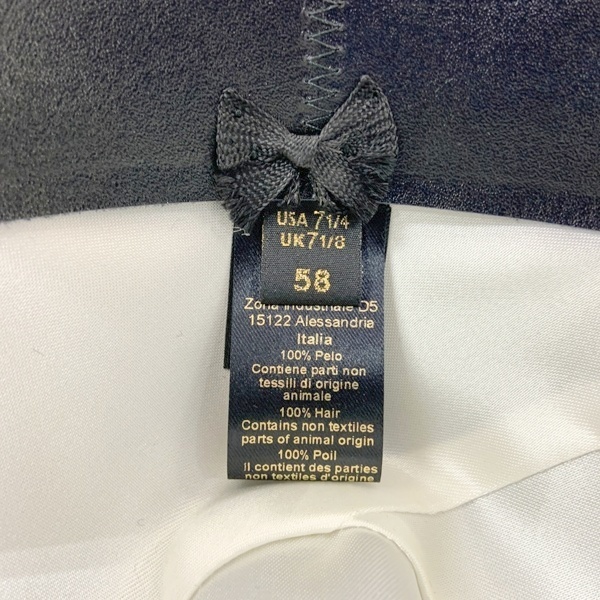 USA 7 1/4
UK 7 1/8
58
Zona Industriale D5
15122 Alessandria
Italia
100% Pelo
Contiene parti non
tessili di origine
animale
100% Hair
Contains non textiles
parts of animal origin
100% Poil
Il contient des parties
non textiles d'origine